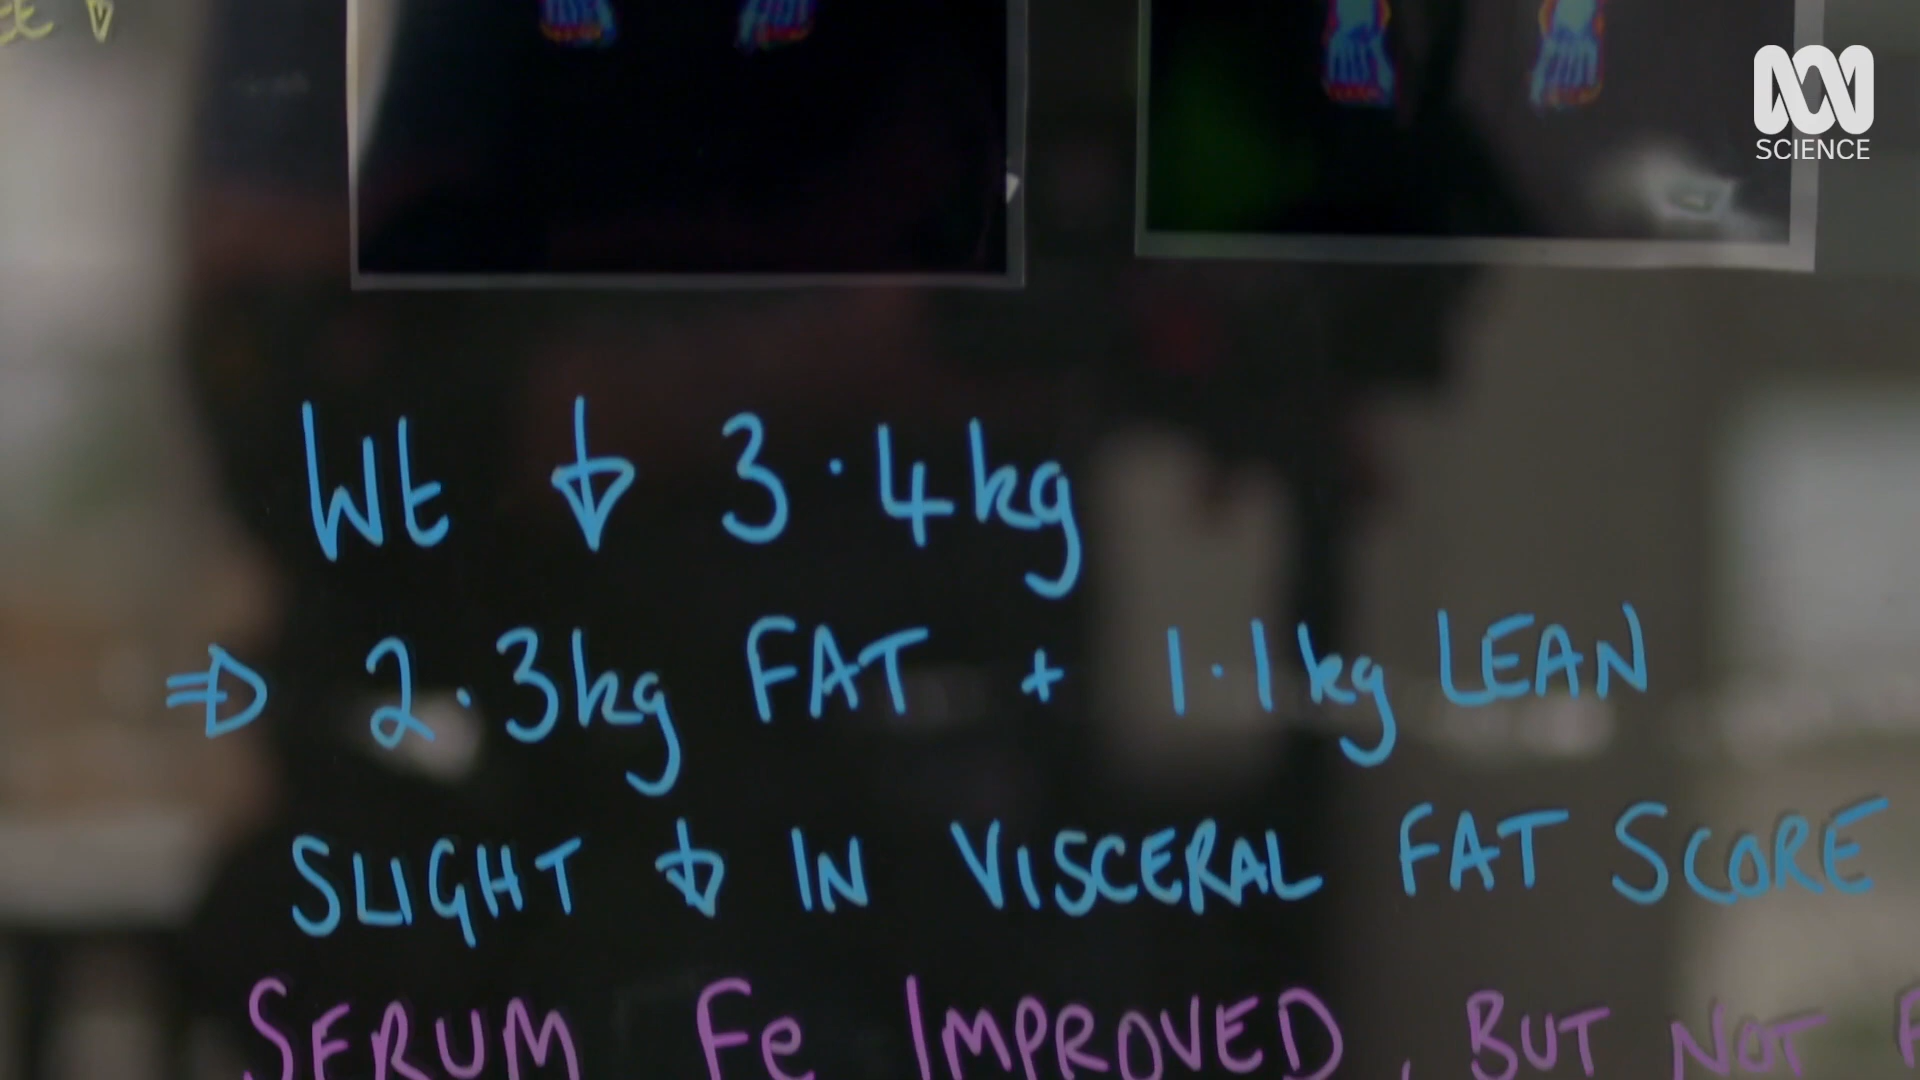 SCIENCE
Wt ↓ 3.4kg
⇒ 2.3kg FAT + 1.1kg LEAN
SLIGHT ↓ IN VISCERAL FAT SCORE
SERUM Fe IMPROVED, BUT NOT